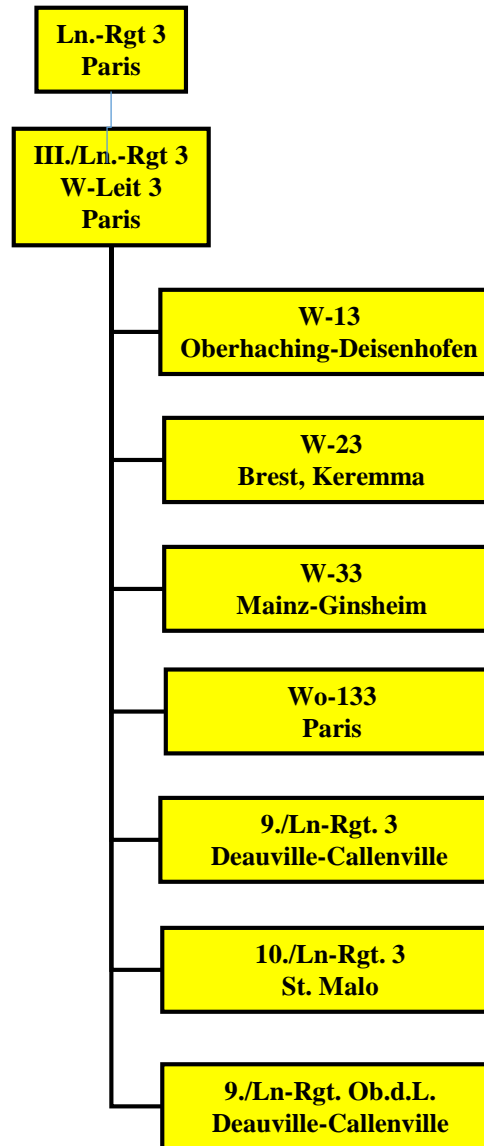 Ln.-Rgt 3
Paris
III./Ln.-Rgt 3
W-Leit 3
Paris
W-13
Oberhaching-Deisenhofen
W-23
Brest, Keremma
W-33
Mainz-Ginsheim
Wo-133
Paris
9./Ln-Rgt. 3
Deauville-Callenville
10./Ln-Rgt. 3
St. Malo
9./Ln-Rgt. Ob.d.L.
Deauville-Callenville